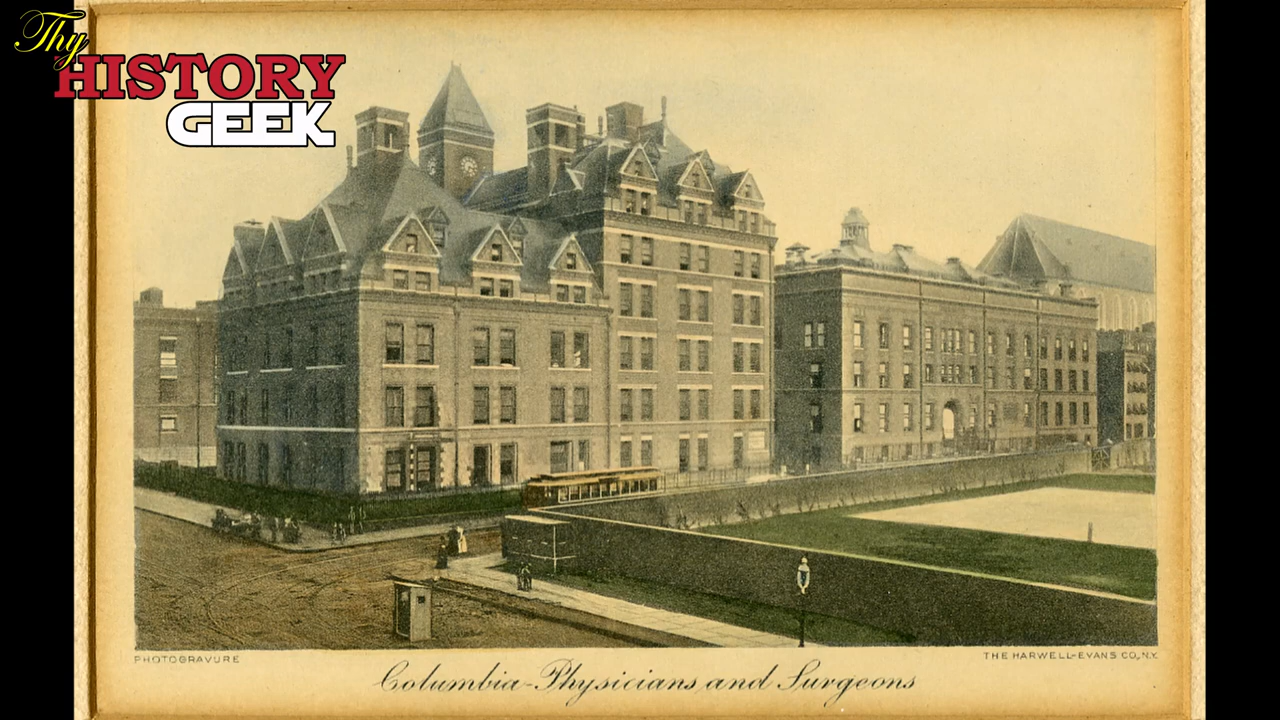 Thy
HISTORY
GEEK
PHOTOGRAVURE
THE HARWELL-EVANS CO., N.Y.
Columbia-Physicians and Surgeons